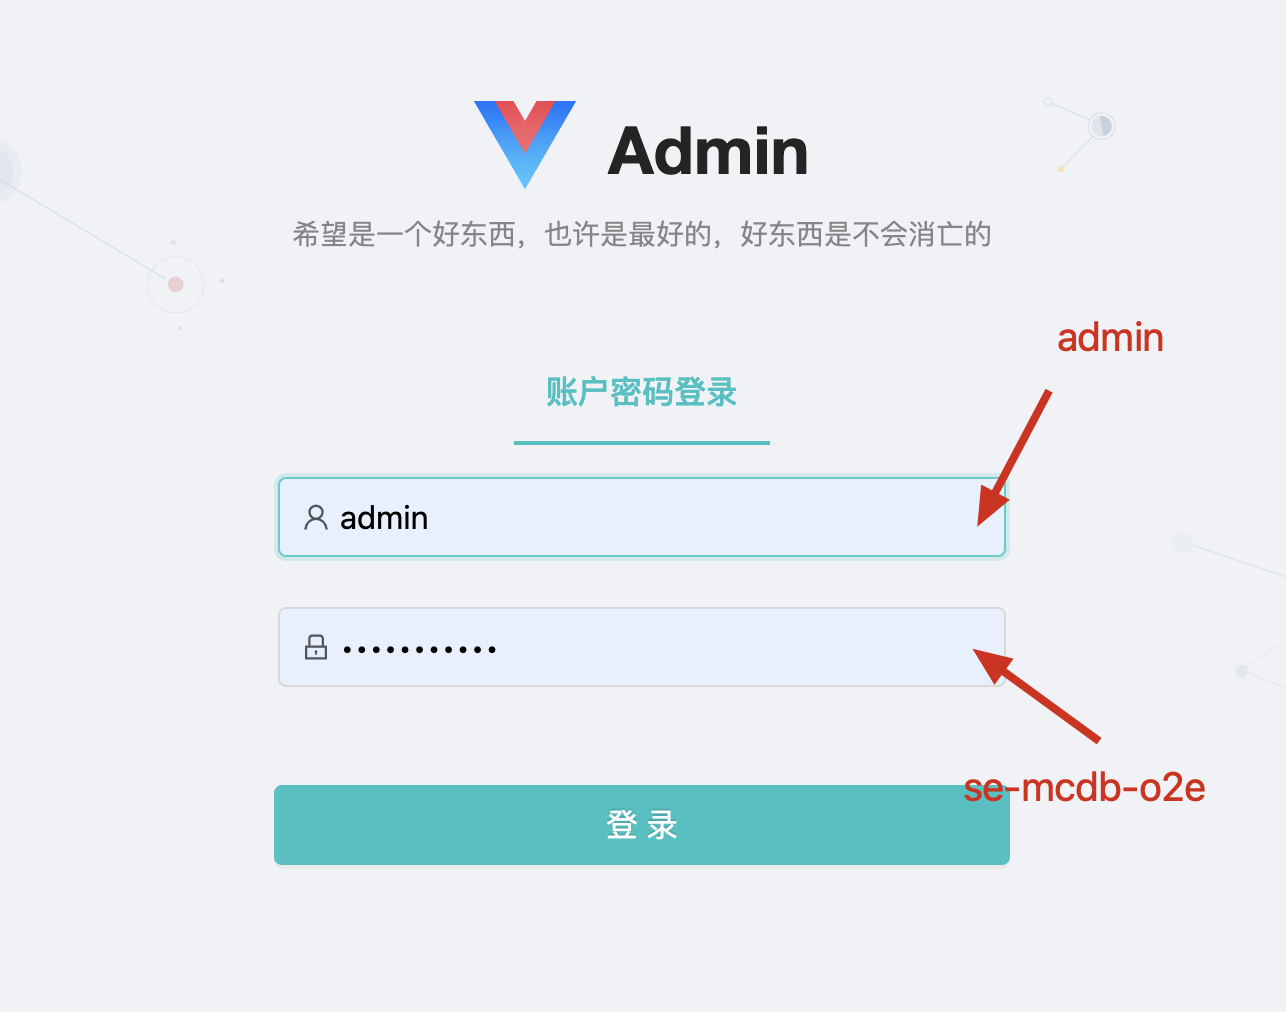 Admin
希望是一个好东西，也许是最好的，好东西是不会消亡的
admin
账户密码登录
admin
•••••••••••
se-mcdb-o2e
登 录